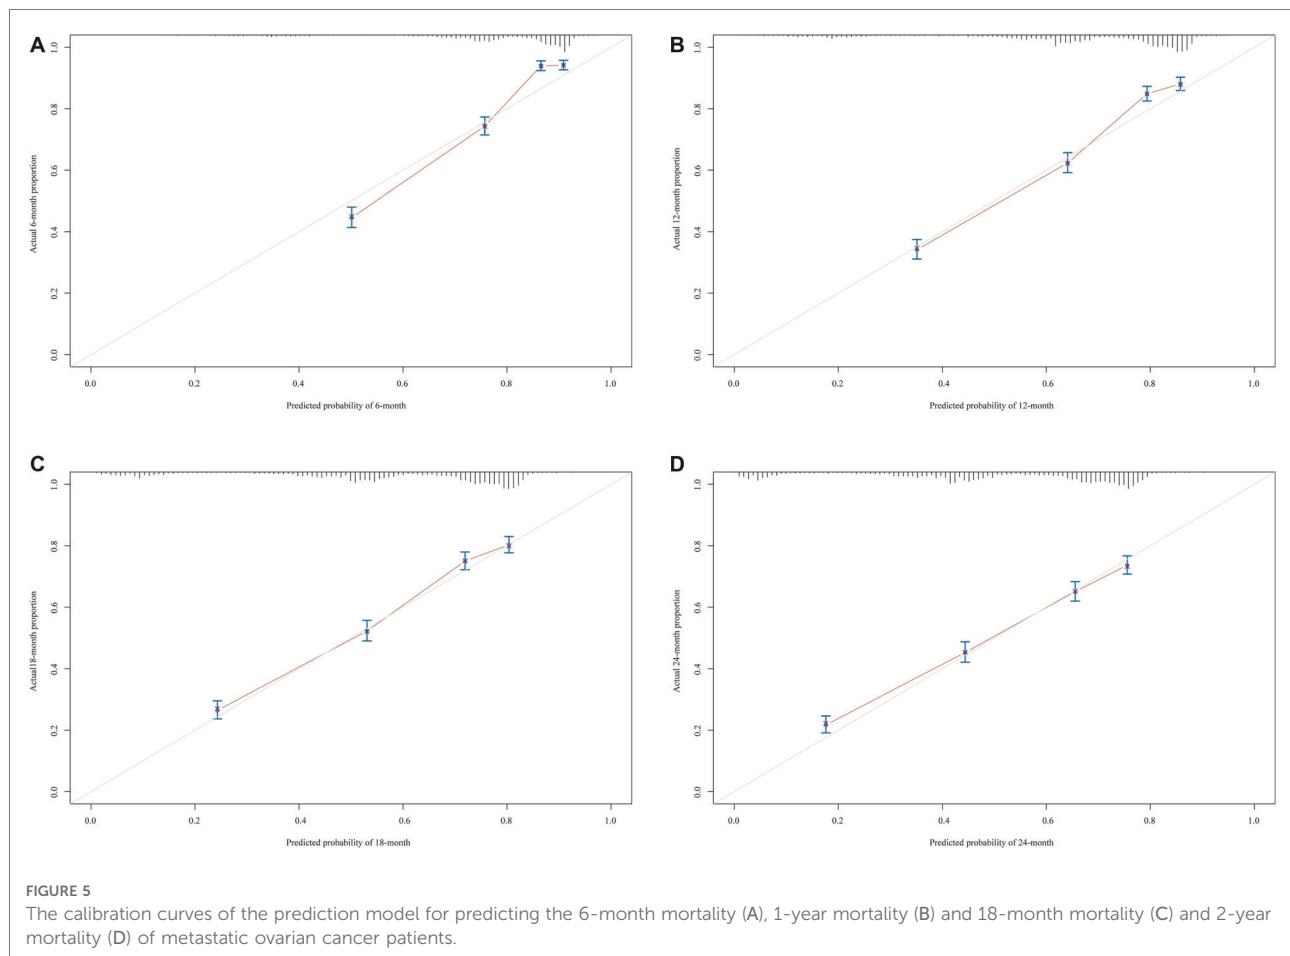 A
1.0
0.8
0.6
0.4
0.2
0.0
Actual 6-month proportion
0.0 0.2 0.4 0.6 0.8 1.0
Predicted probability of 6-month
B
1.0
0.8
0.6
0.4
0.2
0.0
Actual 12-month proportion
0.0 0.2 0.4 0.6 0.8 1.0
Predicted probability of 12-month
C
1.0
0.8
0.6
0.4
0.2
0.0
Actual18-month proportion
0.0 0.2 0.4 0.6 0.8 1.0
Predicted probability of 18-month
D
1.0
0.8
0.6
0.4
0.2
0.0
Actual 24-month proportion
0.0 0.2 0.4 0.6 0.8 1.0
Predicted probability of 24-month
FIGURE 5
The calibration curves of the prediction model for predicting the 6-month mortality (A), 1-year mortality (B) and 18-month mortality (C) and 2-year
mortality (D) of metastatic ovarian cancer patients.